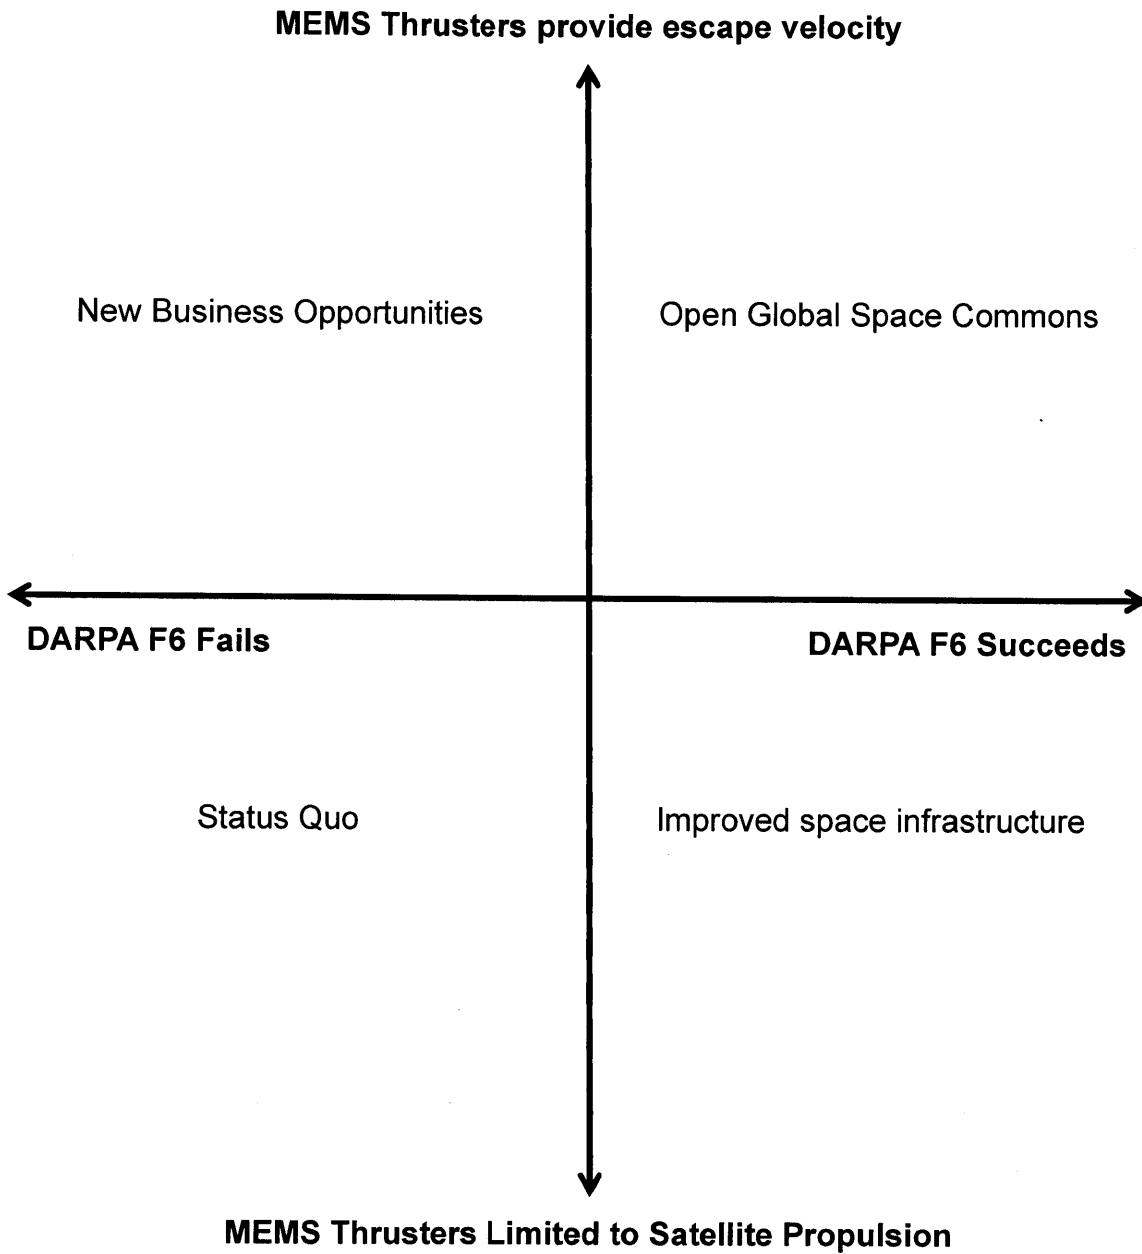 MEMS Thrusters provide escape velocity
New Business Opportunities
Open Global Space Commons
DARPA F6 Fails
DARPA F6 Succeeds
Status Quo
Improved space infrastructure
MEMS Thrusters Limited to Satellite Propulsion